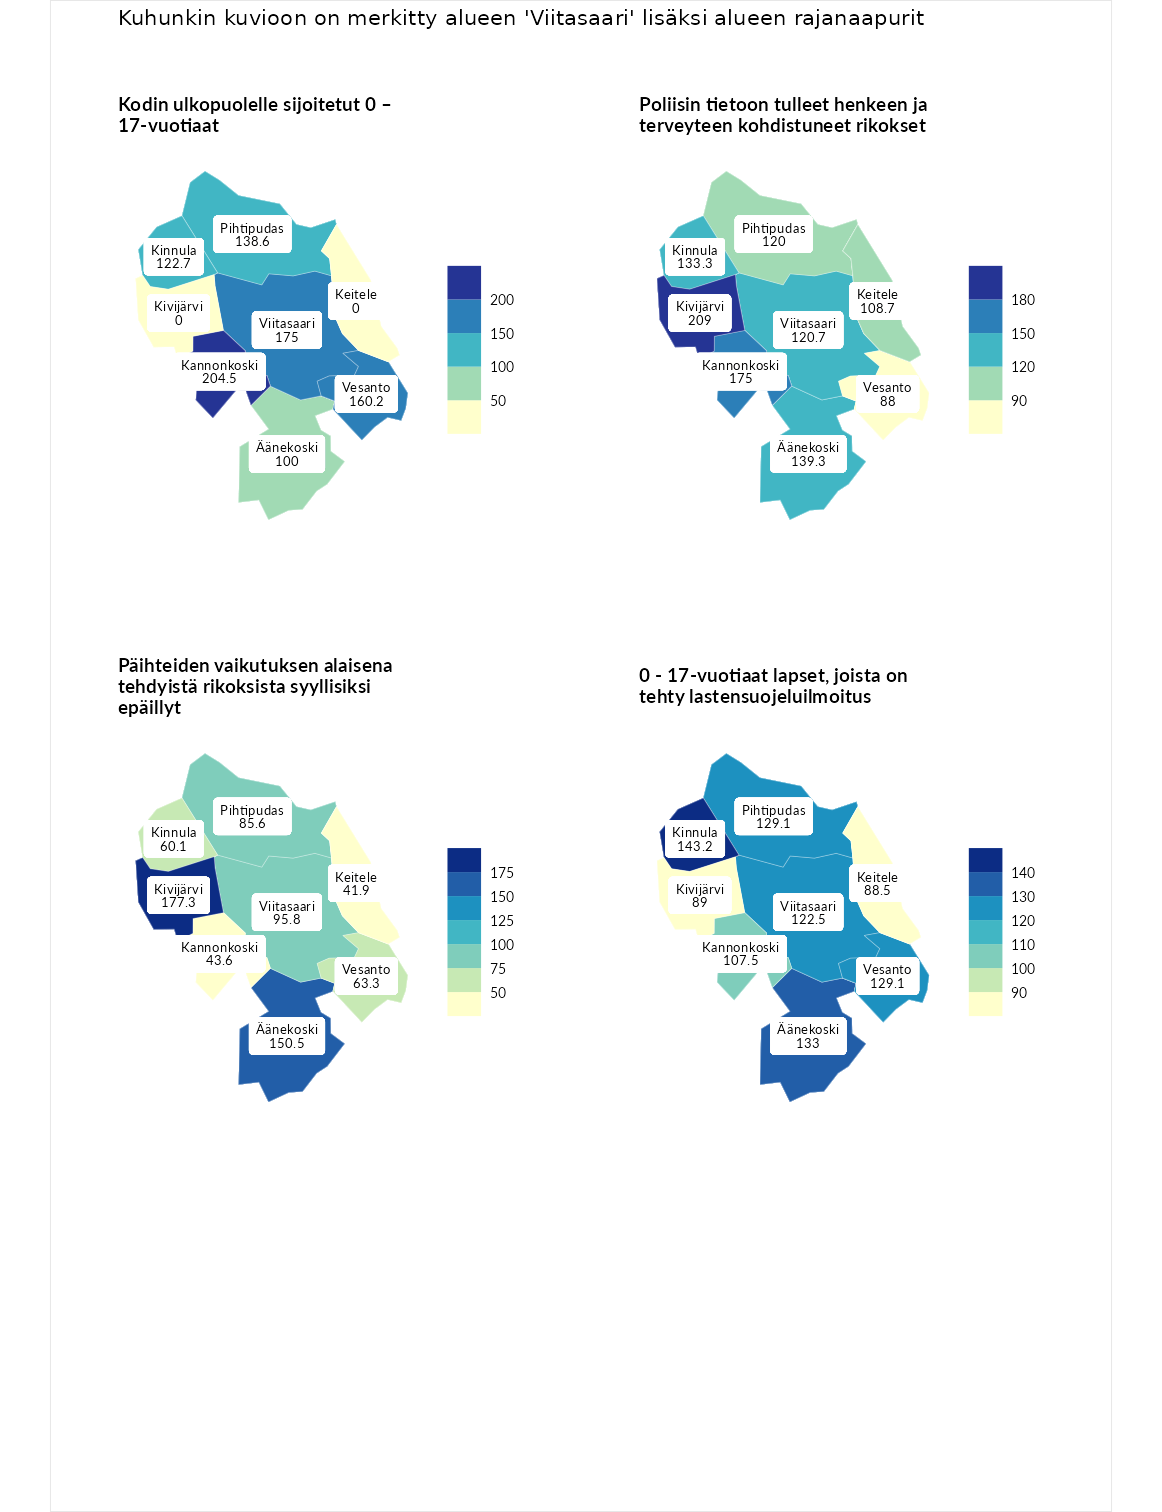 Kuhunkin kuvioon on merkitty alueen 'Viitasaari' lisäksi alueen rajanaapurit
Kodin ulkopuolelle sijoitetut 0 –
17-vuotiaat
Pihtipudas
138.6
Kinnula
122.7
Kivijärvi
0
Keitele
0
Viitasaari
175
Kannonkoski
204.5
Vesanto
160.2
Äänekoski
100
200
150
100
50
Poliisin tietoon tulleet henkeen ja
terveyteen kohdistuneet rikokset
Pihtipudas
120
Kinnula
133.3
Kivijärvi
209
Keitele
108.7
Viitasaari
120.7
Kannonkoski
175
Vesanto
88
Äänekoski
139.3
180
150
120
90
Päihteiden vaikutuksen alaisena
tehdyistä rikoksista syyllisiksi
epäillyt
Pihtipudas
85.6
Kinnula
60.1
Kivijärvi
177.3
Keitele
41.9
Viitasaari
95.8
Kannonkoski
43.6
Vesanto
63.3
Äänekoski
150.5
175
150
125
100
75
50
0 - 17-vuotiaat lapset, joista on
tehty lastensuojeluilmoitus
Pihtipudas
129.1
Kinnula
143.2
Kivijärvi
89
Keitele
88.5
Viitasaari
122.5
Kannonkoski
107.5
Vesanto
129.1
Äänekoski
133
140
130
120
110
100
90